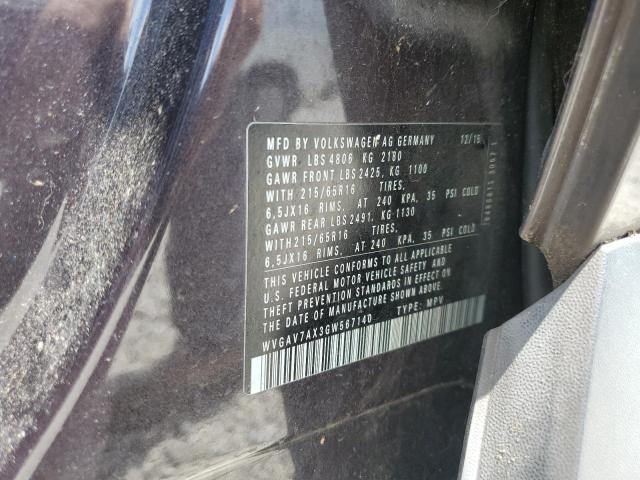 MFD BY VOLKSWAGEN AG GERMANY 12/15
GVWR LBS 4806 KG 2180
GAWR FRONT LBS 2425, KG 1100
WITH 215/65R16 TIRES,
6,5JX16 RIMS, AT 240 KPA, 35 PSI COLD
GAWR REAR LBS 2491, KG 1130
WITH 215/65R16 TIRES,
6,5JX16 RIMS, AT 240 KPA, 35 PSI COLD
THIS VEHICLE CONFORMS TO ALL APPLICABLE
U.S. FEDERAL MOTOR VEHICLE SAFETY AND
THEFT PREVENTION STANDARDS IN EFFECT ON
THE DATE OF MANUFACTURE SHOWN ABOVE.
WVGAV7AX3GW567140 TYPE: MPV